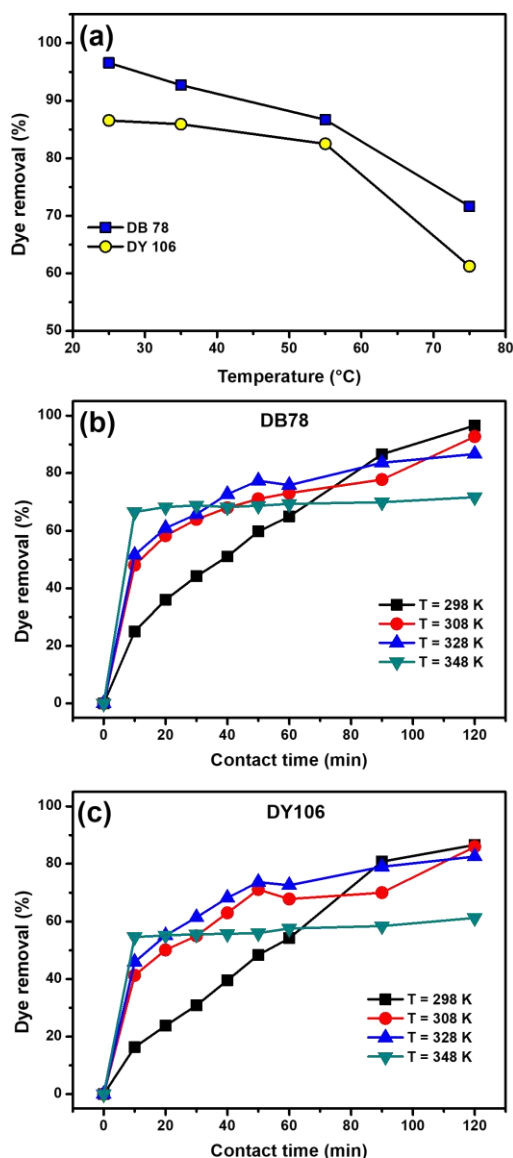 (a)
100
90
80
70
60
50
Dye removal (%)
DB 78
DY 106
20 30 40 50 60 70 80
Temperature (°C)
(b)
DB78
100
80
60
40
20
0
Dye removal (%)
T = 298 K
T = 308 K
T = 328 K
T = 348 K
0 20 40 60 80 100 120
Contact time (min)
(c)
DY106
100
80
60
40
20
0
Dye removal (%)
T = 298 K
T = 308 K
T = 328 K
T = 348 K
0 20 40 60 80 100 120
Contact time (min)